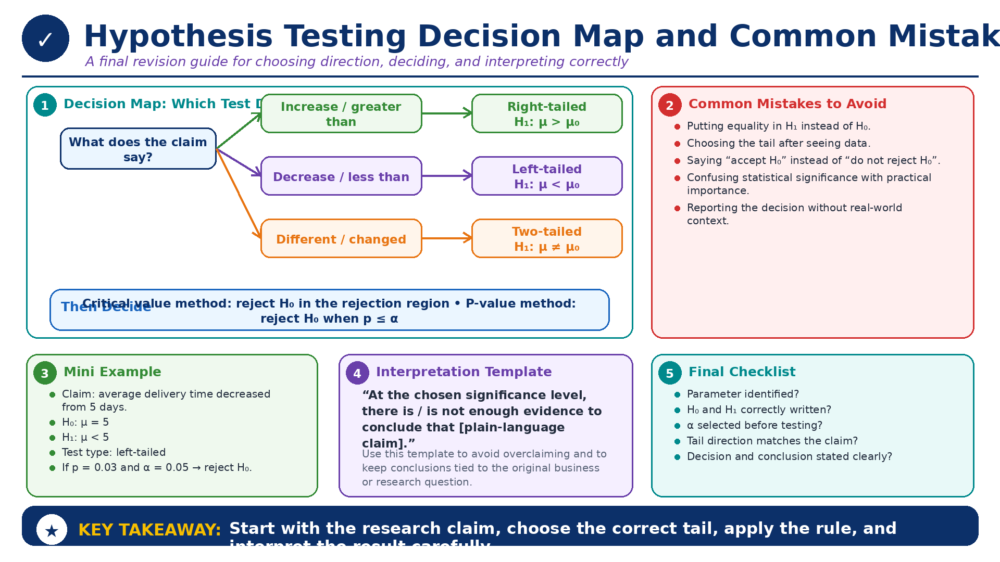 ✓
Hypothesis Testing Decision Map and Common Mistak
A final revision guide for choosing direction, deciding, and interpreting correctly
1
Decision Map: Which Test
What does the claim
say?
Increase / greater
than
Right-tailed
H₁: μ > μ₀
Decrease / less than
Left-tailed
H₁: μ < μ₀
Different / changed
Two-tailed
H₁: μ ≠ μ₀
Then Decide
Critical value method: reject H₀ in the rejection region • P-value method:
reject H₀ when p ≤ α
2
Common Mistakes to Avoid
• Putting equality in H₁ instead of H₀.
• Choosing the tail after seeing data.
• Saying “accept H₀” instead of “do not reject H₀”.
• Confusing statistical significance with practical
importance.
• Reporting the decision without real-world
context.
3
Mini Example
• Claim: average delivery time decreased
from 5 days.
• H₀: μ = 5
• H₁: μ < 5
• Test type: left-tailed
• If p = 0.03 and α = 0.05 → reject H₀.
4
Interpretation Template
“At the chosen significance level,
there is / is not enough evidence to
conclude that [plain-language
claim].”
Use this template to avoid overclaiming and to
keep conclusions tied to the original business
or research question.
5
Final Checklist
• Parameter identified?
• H₀ and H₁ correctly written?
• α selected before testing?
• Tail direction matches the claim?
• Decision and conclusion stated clearly?
★
KEY TAKEAWAY: Start with the research claim, choose the correct tail, apply the rule, and
interpret the result carefully